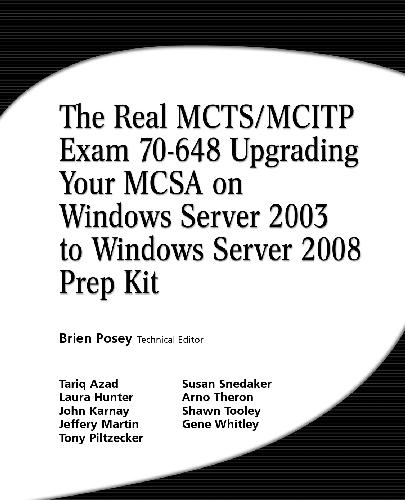 The Real MCTS/MCITP
Exam 70-648 Upgrading
Your MCSA on
Windows Server 2003
to Windows Server 2008
Prep Kit
Brien Posey Technical Editor
Tariq Azad
Laura Hunter
John Karnay
Jeffery Martin
Tony Piltzecker
Susan Snedaker
Arno Theron
Shawn Tooley
Gene Whitley